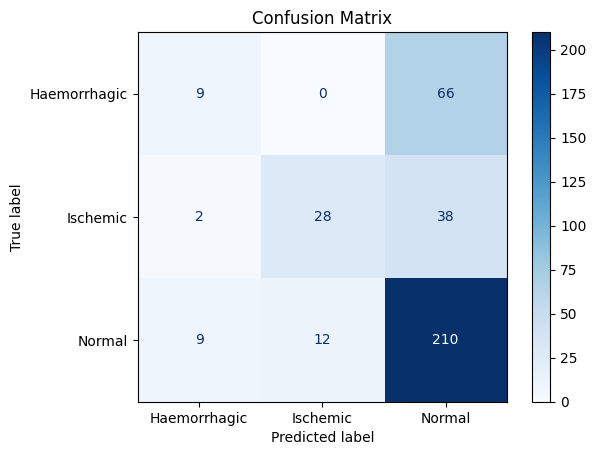 Confusion Matrix
Haemorrhagic 9 0 66
Ischemic 2 28 38
Normal 9 12 210
Haemorrhagic Ischemic Normal
Predicted label
True label
200
175
150
125
100
75
50
25
0